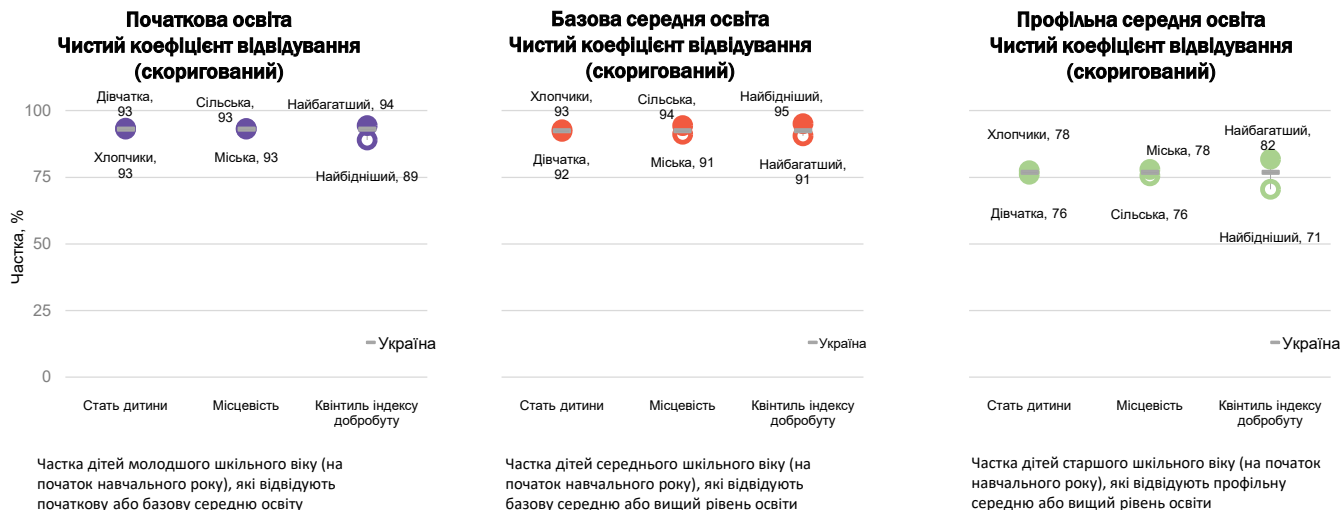 Початкова освіта
Чистий коефіцієнт відвідування
(скоригований)
Дівчатка,
93
Сільська,
93
Найбагатший, 94
Хлопчики,
93
Міська, 93
Найбідніший, 89
100
75
50
25
0
Частка, %
Україна
Стать дитини
Місцевість
Квінтиль індексу
добробуту
Частка дітей молодшого шкільного віку (на
початок навчального року), які відвідують
початкову або базову середню освіту
Базова середня освіта
Чистий коефіцієнт відвідування
(скоригований)
Хлопчики,
93
Сільська,
94
Найбідніший,
95
Дівчатка,
92
Міська, 91
Найбагатший,
91
Україна
Стать дитини
Місцевість
Квінтиль індексу
добробуту
Частка дітей середнього шкільного віку (на
початок навчального року), які відвідують
базову середню або вищий рівень освіти
Профільна середня освіта
Чистий коефіцієнт відвідування
(скоригований)
Хлопчики, 78
Міська, 78
Найбагатший,
82
Дівчатка, 76
Сільська, 76
Найбідніший, 71
Україна
Стать дитини
Місцевість
Квінтиль індексу
добробуту
Частка дітей старшого шкільного віку (на початок
навчального року), які відвідують профільну
середню або вищий рівень освіти